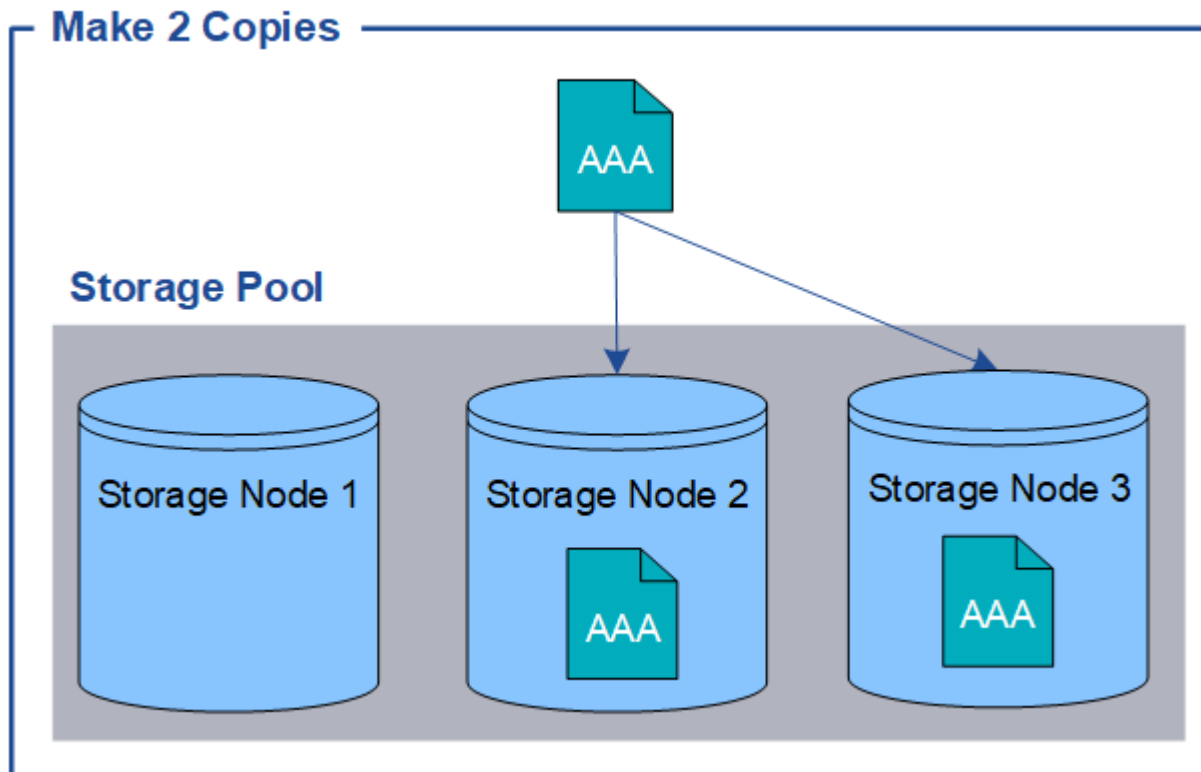 Make 2 Copies
AAA
Storage Pool
Storage Node 1
Storage Node 2
Storage Node 3
AAA
AAA